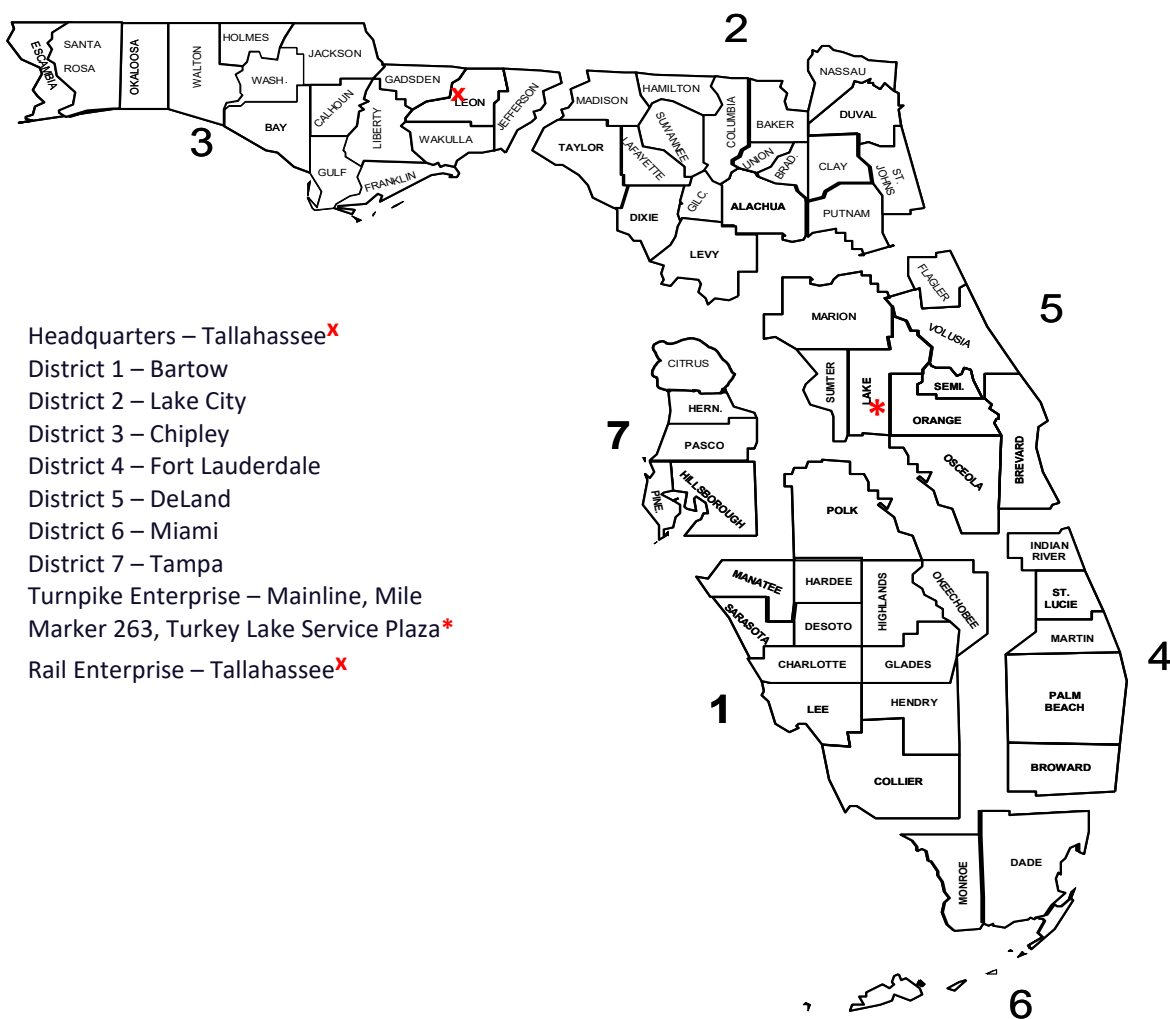 2
ESCAMBIA
SANTA
ROSA
OKALOOSA
WALTON
HOLMES
WASH.
JACKSON
BAY
CALHOUN
GULF
LIBERTY
GADSDEN
FRANKLIN
x
LEON
WAKULLA
JEFFERSON
3
MADISON
HAMILTON
TAYLOR
LAFAYETTE
SUWANNEE
COLUMBIA
BAKER
NASSAU
DUVAL
UNION
BRAD.
CLAY
ST.
JOHNS
DIXIE
GILC.
ALACHUA
PUTNAM
LEVY
5
FLAGLER
MARION
VOLUSIA
SUMTER
LAKE
*
SEMI.
ORANGE
OSCEOLA
BREVARD
Headquarters – Tallahasseex
District 1 – Bartow
District 2 – Lake City
District 3 – Chipley
District 4 – Fort Lauderdale
District 5 – DeLand
District 6 – Miami
District 7 – Tampa
Turnpike Enterprise – Mainline, Mile
Marker 263, Turkey Lake Service Plaza*
Rail Enterprise – Tallahasseex
7
CITRUS
HERN.
PASCO
PINE.
HILLSBOROUGH
POLK
MANATEE
HARDEE
HIGHLANDS
OKEECHOBEE
SARASOTA
DESOTO
CHARLOTTE
GLADES
1
LEE
HENDRY
COLLIER
INDIAN
RIVER
ST.
LUCIE
MARTIN
4
PALM
BEACH
BROWARD
MONROE
DADE
6